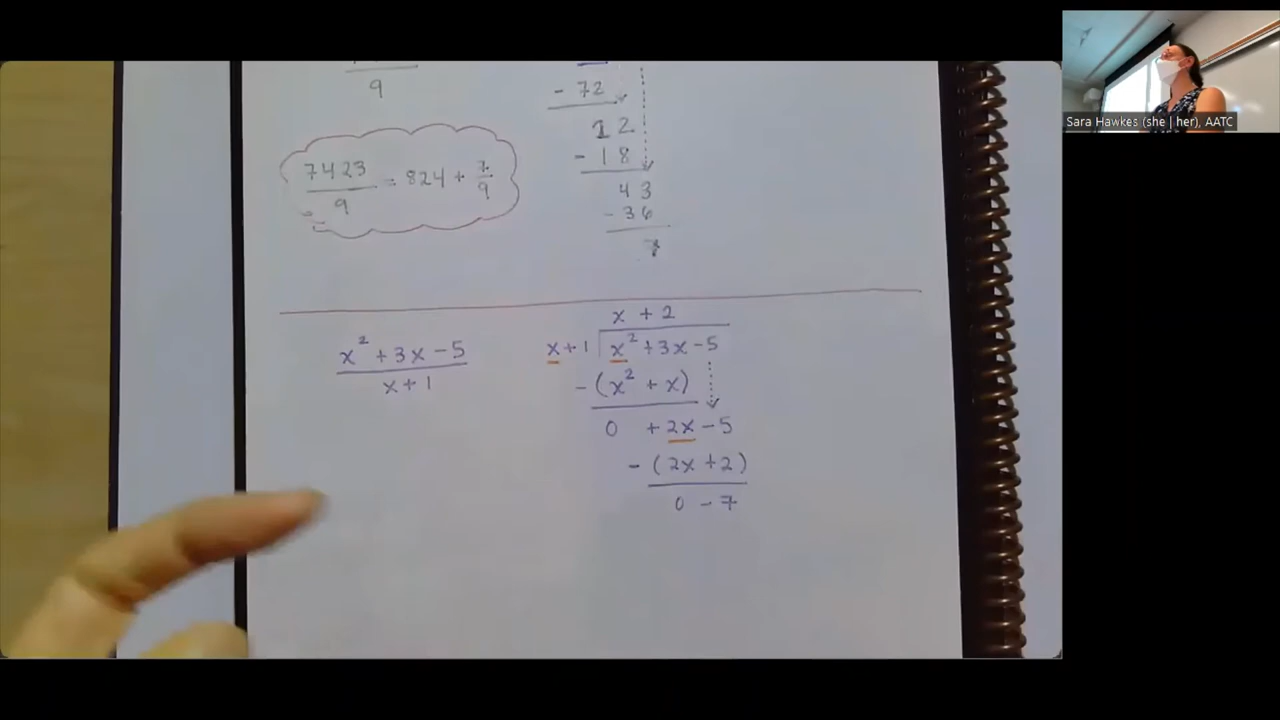 9
- 72
12
- 18
43
- 36
7
7423
9
= 824 + 7/9
x² + 3x - 5
x + 1
x + 2
x + 1 x² + 3x - 5
- (x² + x)
0 + 2x - 5
- (2x + 2)
0 - 7
Sara Hawkes (she | her), AATC